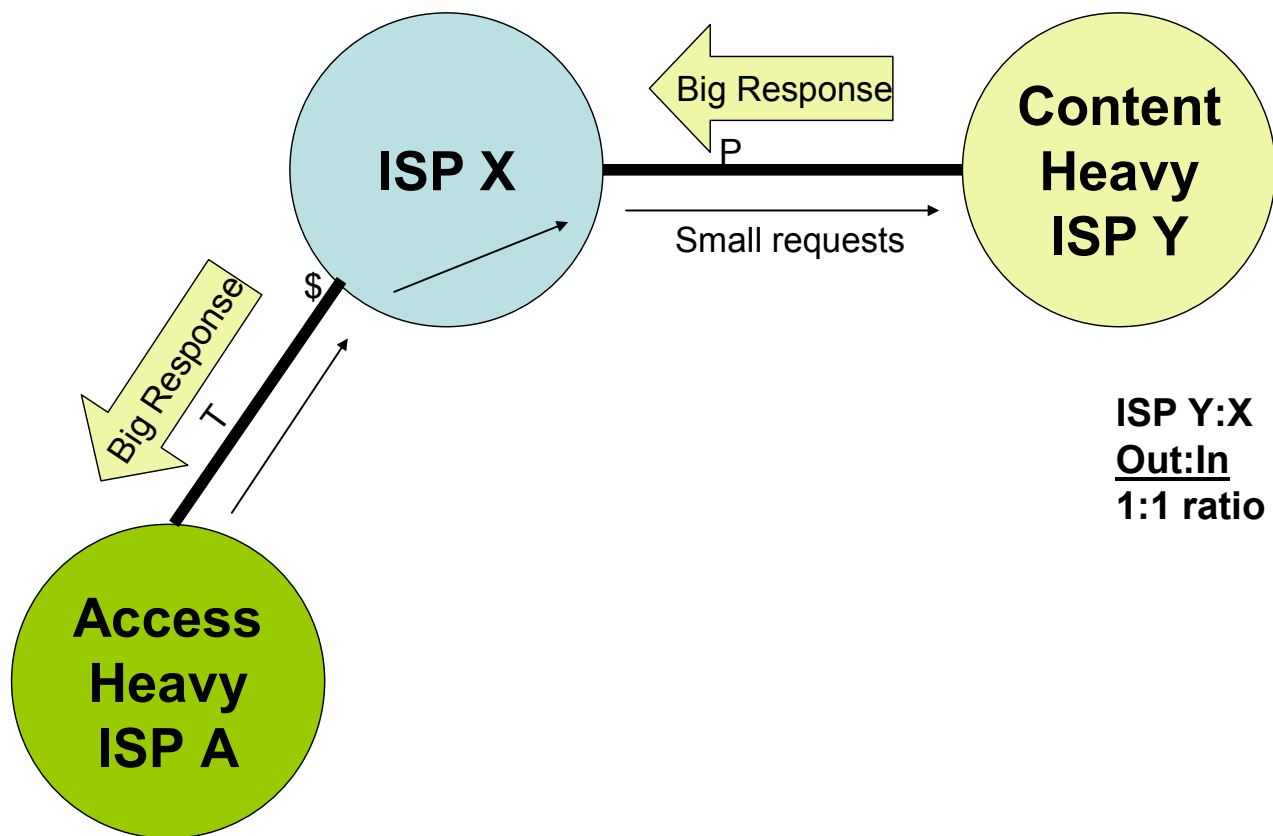 Big Response
P
ISP X
Content
Heavy
ISP Y
Small requests
$
Big Response
T
ISP Y:X
Out:In
1:1 ratio
Access
Heavy
ISP A